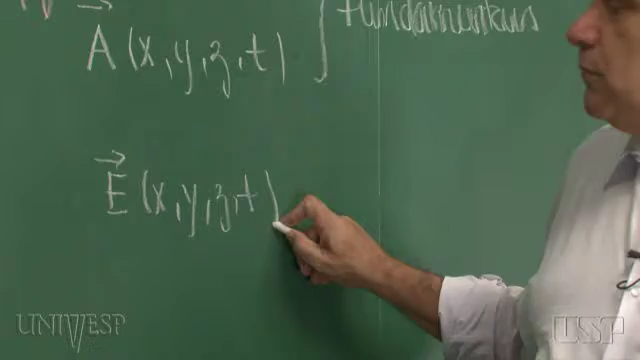 fundamentais
A⃗ (x, y, z, t)
E⃗ (x, y, z, t)
UNIVESP
USP